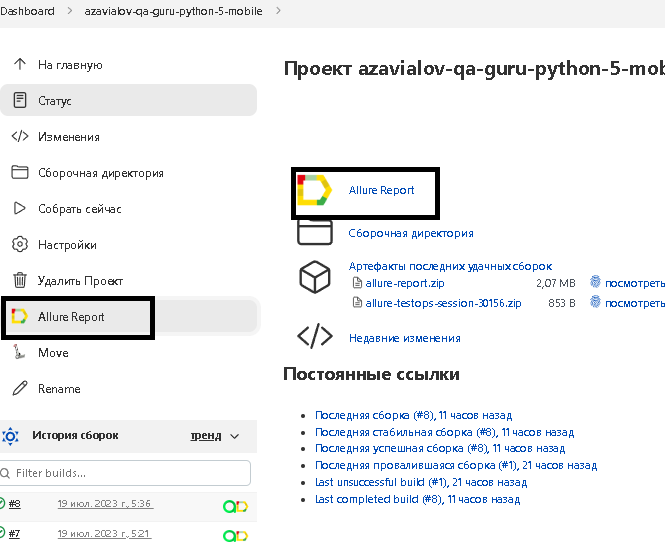 Dashboard > azavialov-qa-guru-python-5-mobile >
На главную
Статус
Изменения
Сборочная директория
Собрать сейчас
Настройки
Удалить Проект
Allure Report
Move
Rename
История сборок тренд
Filter builds...
#8 19 июл. 2023 г., 5:36
#7 19 июл. 2023 г., 5:21
Проект azavialov-qa-guru-python-5-mob
Allure Report
Сборочная директория
Артефакты последних удачных сборок
allure-report.zip 2,07 MB посмотреть
allure-testops-session-30156.zip 853 B посмотреть
Недавние изменения
Постоянные ссылки
Последняя сборка (#8), 11 часов назад
Последняя стабильная сборка (#8), 11 часов назад
Последняя успешная сборка (#8), 11 часов назад
Последняя провалившаяся сборка (#1), 21 часов назад
Last unsuccessful build (#1), 21 часов назад
Last completed build (#8), 11 часов назад